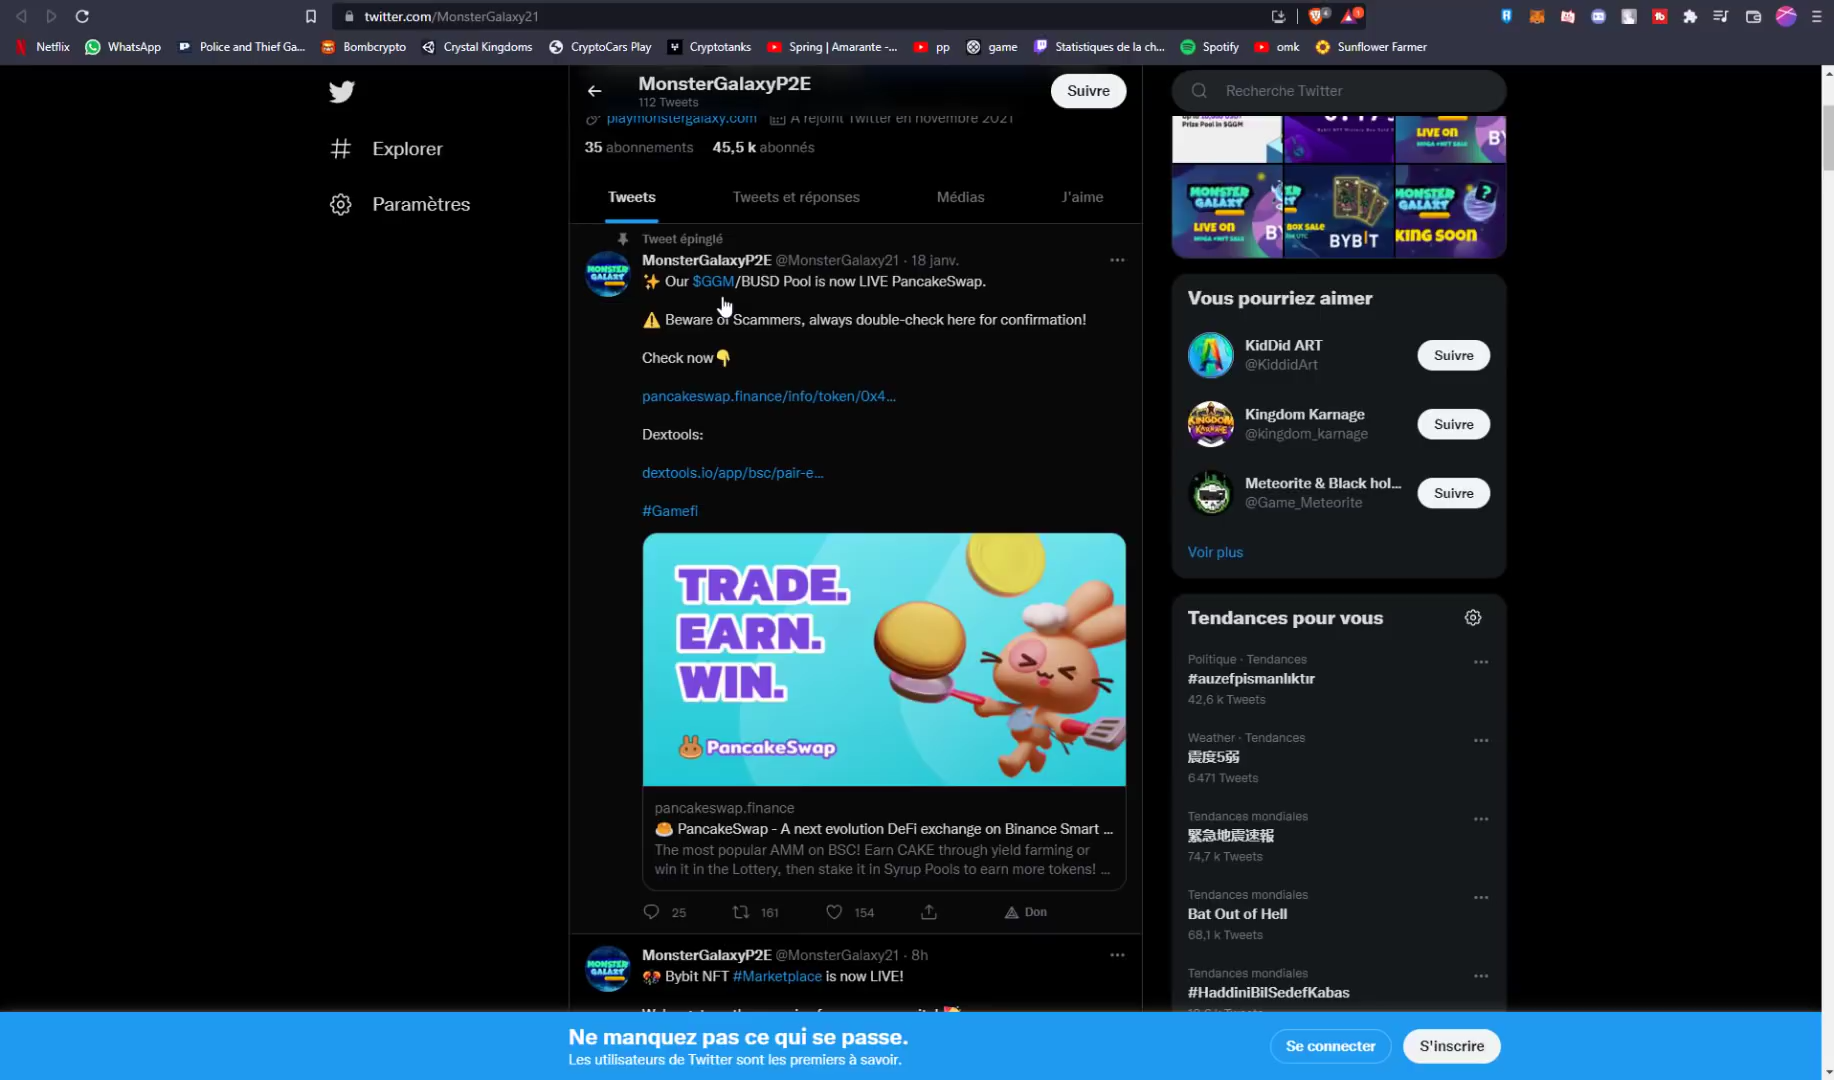 twitter.com/MonsterGalaxy21
Netflix
WhatsApp
Police and Thief Ga...
Bombcrypto
Crystal Kingdoms
CryptoCars Play
Cryptotanks
Spring | Amarante -...
pp
game
Statistiques de la ch...
Spotify
omk
Sunflower Farmer
MonsterGalaxyP2E
112 Tweets
Suivre
Recherche Twitter
playmonstergalaxy.com
A rejoint Twitter en novembre 2021
35 abonnements
45,5 k abonnés
Explorer
Paramètres
Tweets
Tweets et réponses
Médias
J'aime
Tweet épinglé
MonsterGalaxyP2E @MonsterGalaxy21 · 18 janv.
✨ Our $GGM/BUSD Pool is now LIVE PancakeSwap.
⚠️ Beware of Scammers, always double-check here for confirmation!
Check now👇
pancakeswap.finance/info/token/0x4...
Dextools:
dextools.io/app/bsc/pair-e...
#Gamefi
TRADE.
EARN.
WIN.
PancakeSwap
pancakeswap.finance
🥞 PancakeSwap - A next evolution DeFi exchange on Binance Smart ...
The most popular AMM on BSC! Earn CAKE through yield farming or
win it in the Lottery, then stake it in Syrup Pools to earn more tokens! ...
25
161
154
Don
MonsterGalaxyP2E @MonsterGalaxy21 · 8h
Bybit NFT #Marketplace is now LIVE!
Prize Pool in $GGM
LIVE ON
MONSTER GALAXY
LIVE ON
BOX SALE
BYBIT
MONSTER GALAXY
KING SOON
Vous pourriez aimer
KidDid ART
@KiddidArt
Suivre
Kingdom Karnage
@kingdom_karnage
Suivre
Meteorite & Black hol...
@Game_Meteorite
Suivre
Voir plus
Tendances pour vous
Politique · Tendances
#auzefpismanlıktır
42,6 k Tweets
Weather · Tendances
震度5弱
6 471 Tweets
Tendances mondiales
緊急地震速報
74,7 k Tweets
Tendances mondiales
Bat Out of Hell
68,1 k Tweets
Tendances mondiales
#HaddiniBilSedefKabas
Ne manquez pas ce qui se passe.
Les utilisateurs de Twitter sont les premiers à savoir.
Se connecter
S'inscrire